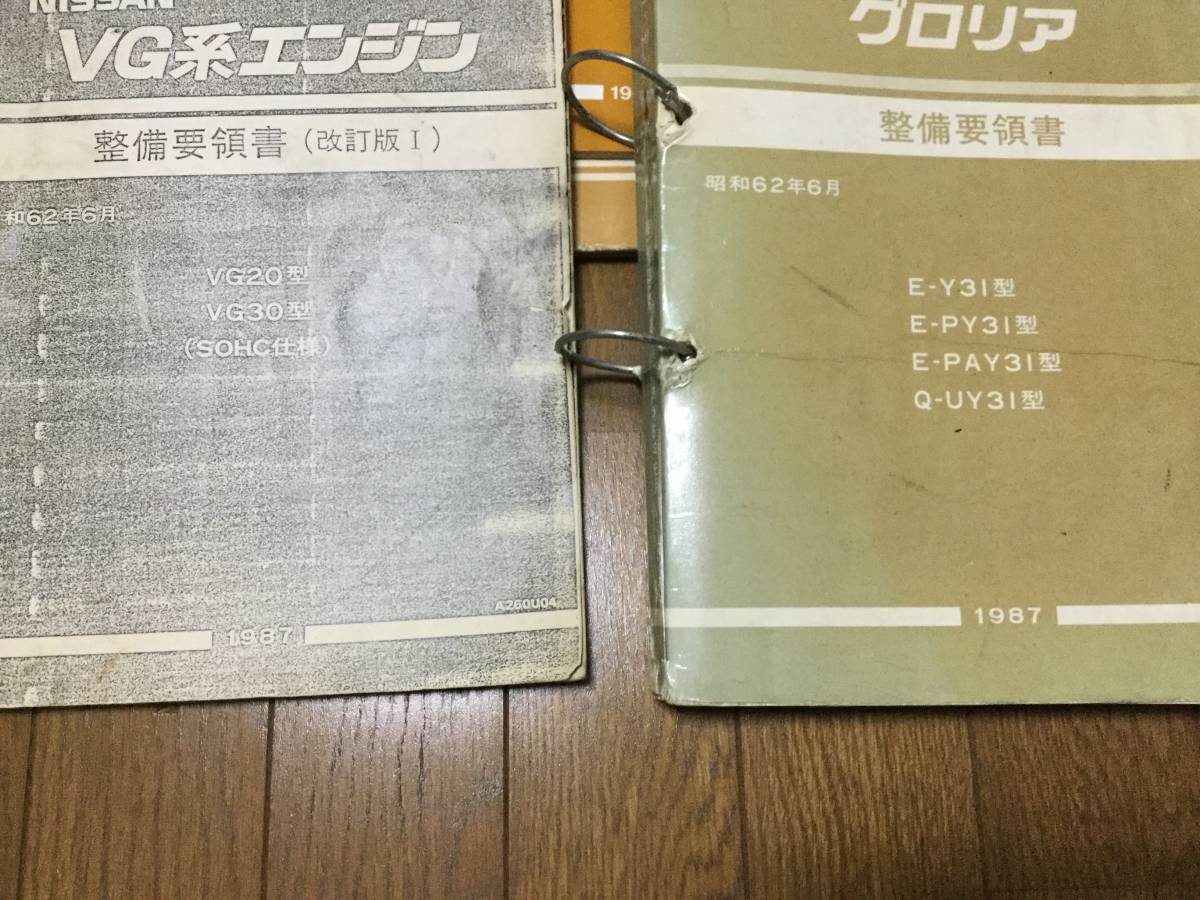 NISSAN
VG系エンジン
整備要領書(改訂版I)
和62年6月
VG20型
VG30型
(SOHC仕様)
A260U04
1987
19
グロリア
整備要領書
昭和62年6月
E-Y31型
E-PY31型
E-PAY31型
Q-UY31型
1987